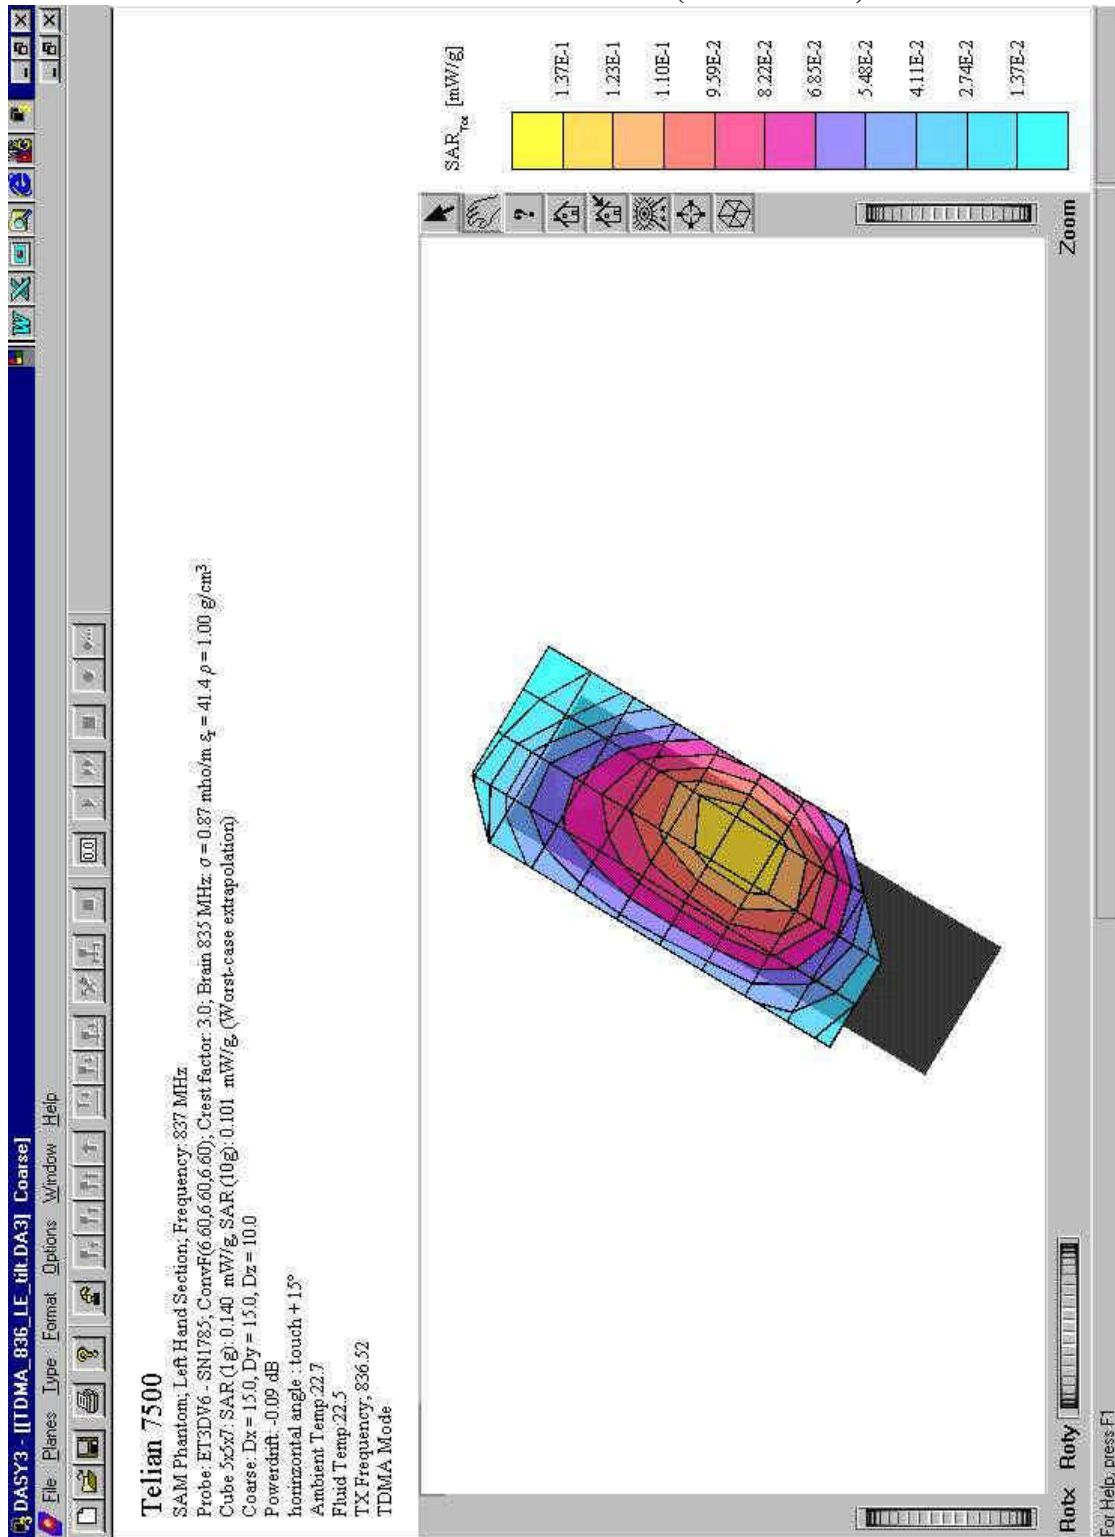 DASY3 - [[TDMA_836_LE_tilt.DA3] Coarse]
File Planes Type Format Options Window Help
Telian 7500
SAM Phantom; Left Hand Section; Frequency: 837 MHz
Probe: ET3DV6 - SN1785; ConvF(6.60,6.60,6.60); Crest factor: 3.0; Brain 835 MHz: σ = 0.87 mho/m εr = 41.4 ρ = 1.00 g/cm³
Cube 5x5x7: SAR (1g): 0.140 mW/g, SAR (10g): 0.101 mW/g, (Worst-case extrapolation)
Coarse: Dx = 15.0, Dy = 15.0, Dz = 10.0
Powerdrift: -0.09 dB
horinzontal angle : touch + 15°
Ambient Temp:22.7
Fluid Temp:22.5
TX Frequency; 836.52
TDMA Mode
SAR Tot [mW/g]
1.37E-1
1.23E-1
1.10E-1
9.59E-2
8.22E-2
6.85E-2
5.48E-2
4.11E-2
2.74E-2
1.37E-2
Rotx Roty Zoom
For Help, press F1